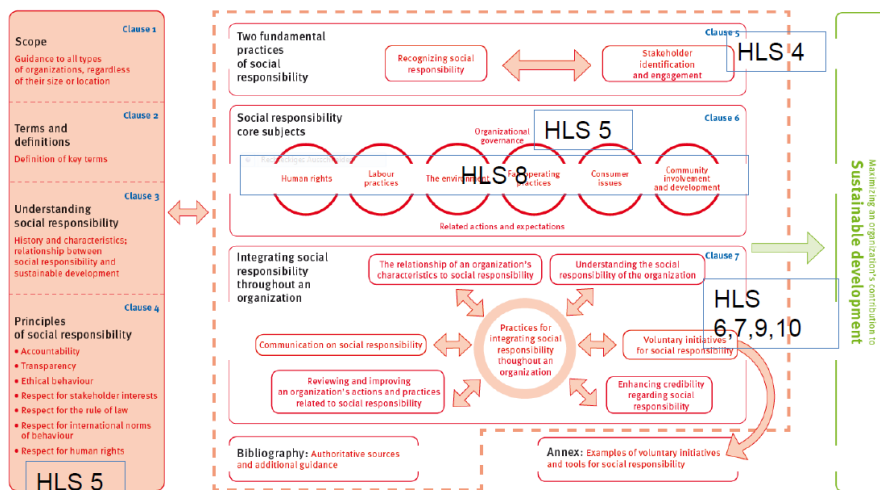 Clause 1
Scope
Guidance to all types
of organizations, regardless
of their size or location
Clause 2
Terms and
definitions
Definition of key terms
Clause 3
Understanding
social responsibility
History and characteristics;
relationship between
social responsibility and
sustainable development
Clause 4
Principles
of social responsibility
• Accountability
• Transparency
• Ethical behaviour
• Respect for stakeholder interests
• Respect for the rule of law
• Respect for international norms
of behaviour
• Respect for human rights
HLS 5
Two fundamental
practices
of social
responsibility
Clause 5
Recognizing social
responsibility
Stakeholder
identification
and engagement
HLS 4
Social responsibility
core subjects
Clause 6
Organizational
governance
HLS 5
Human rights
Labour
practices
The environment
HLS 8
Fair operating
practices
Consumer
issues
Community
involvement
and development
Related actions and expectations
Integrating social
responsibility
throughout an
organization
Clause 7
The relationship of an organization's
characteristics to social responsibility
Understanding the social
responsibility of the organization
HLS
6,7,9,10
Practices for
integrating social
responsibility
thoughout an
organization
Communication on social responsibility
Voluntary initiatives
for social responsibility
Reviewing and improving
an organization's actions and practices
related to social responsibility
Enhancing credibility
regarding social
responsibility
Bibliography: Authoritative sources
and additional guidance
Annex: Examples of voluntary initiatives
and tools for social responsibility
Maximizing an organization's contribution to
Sustainable development